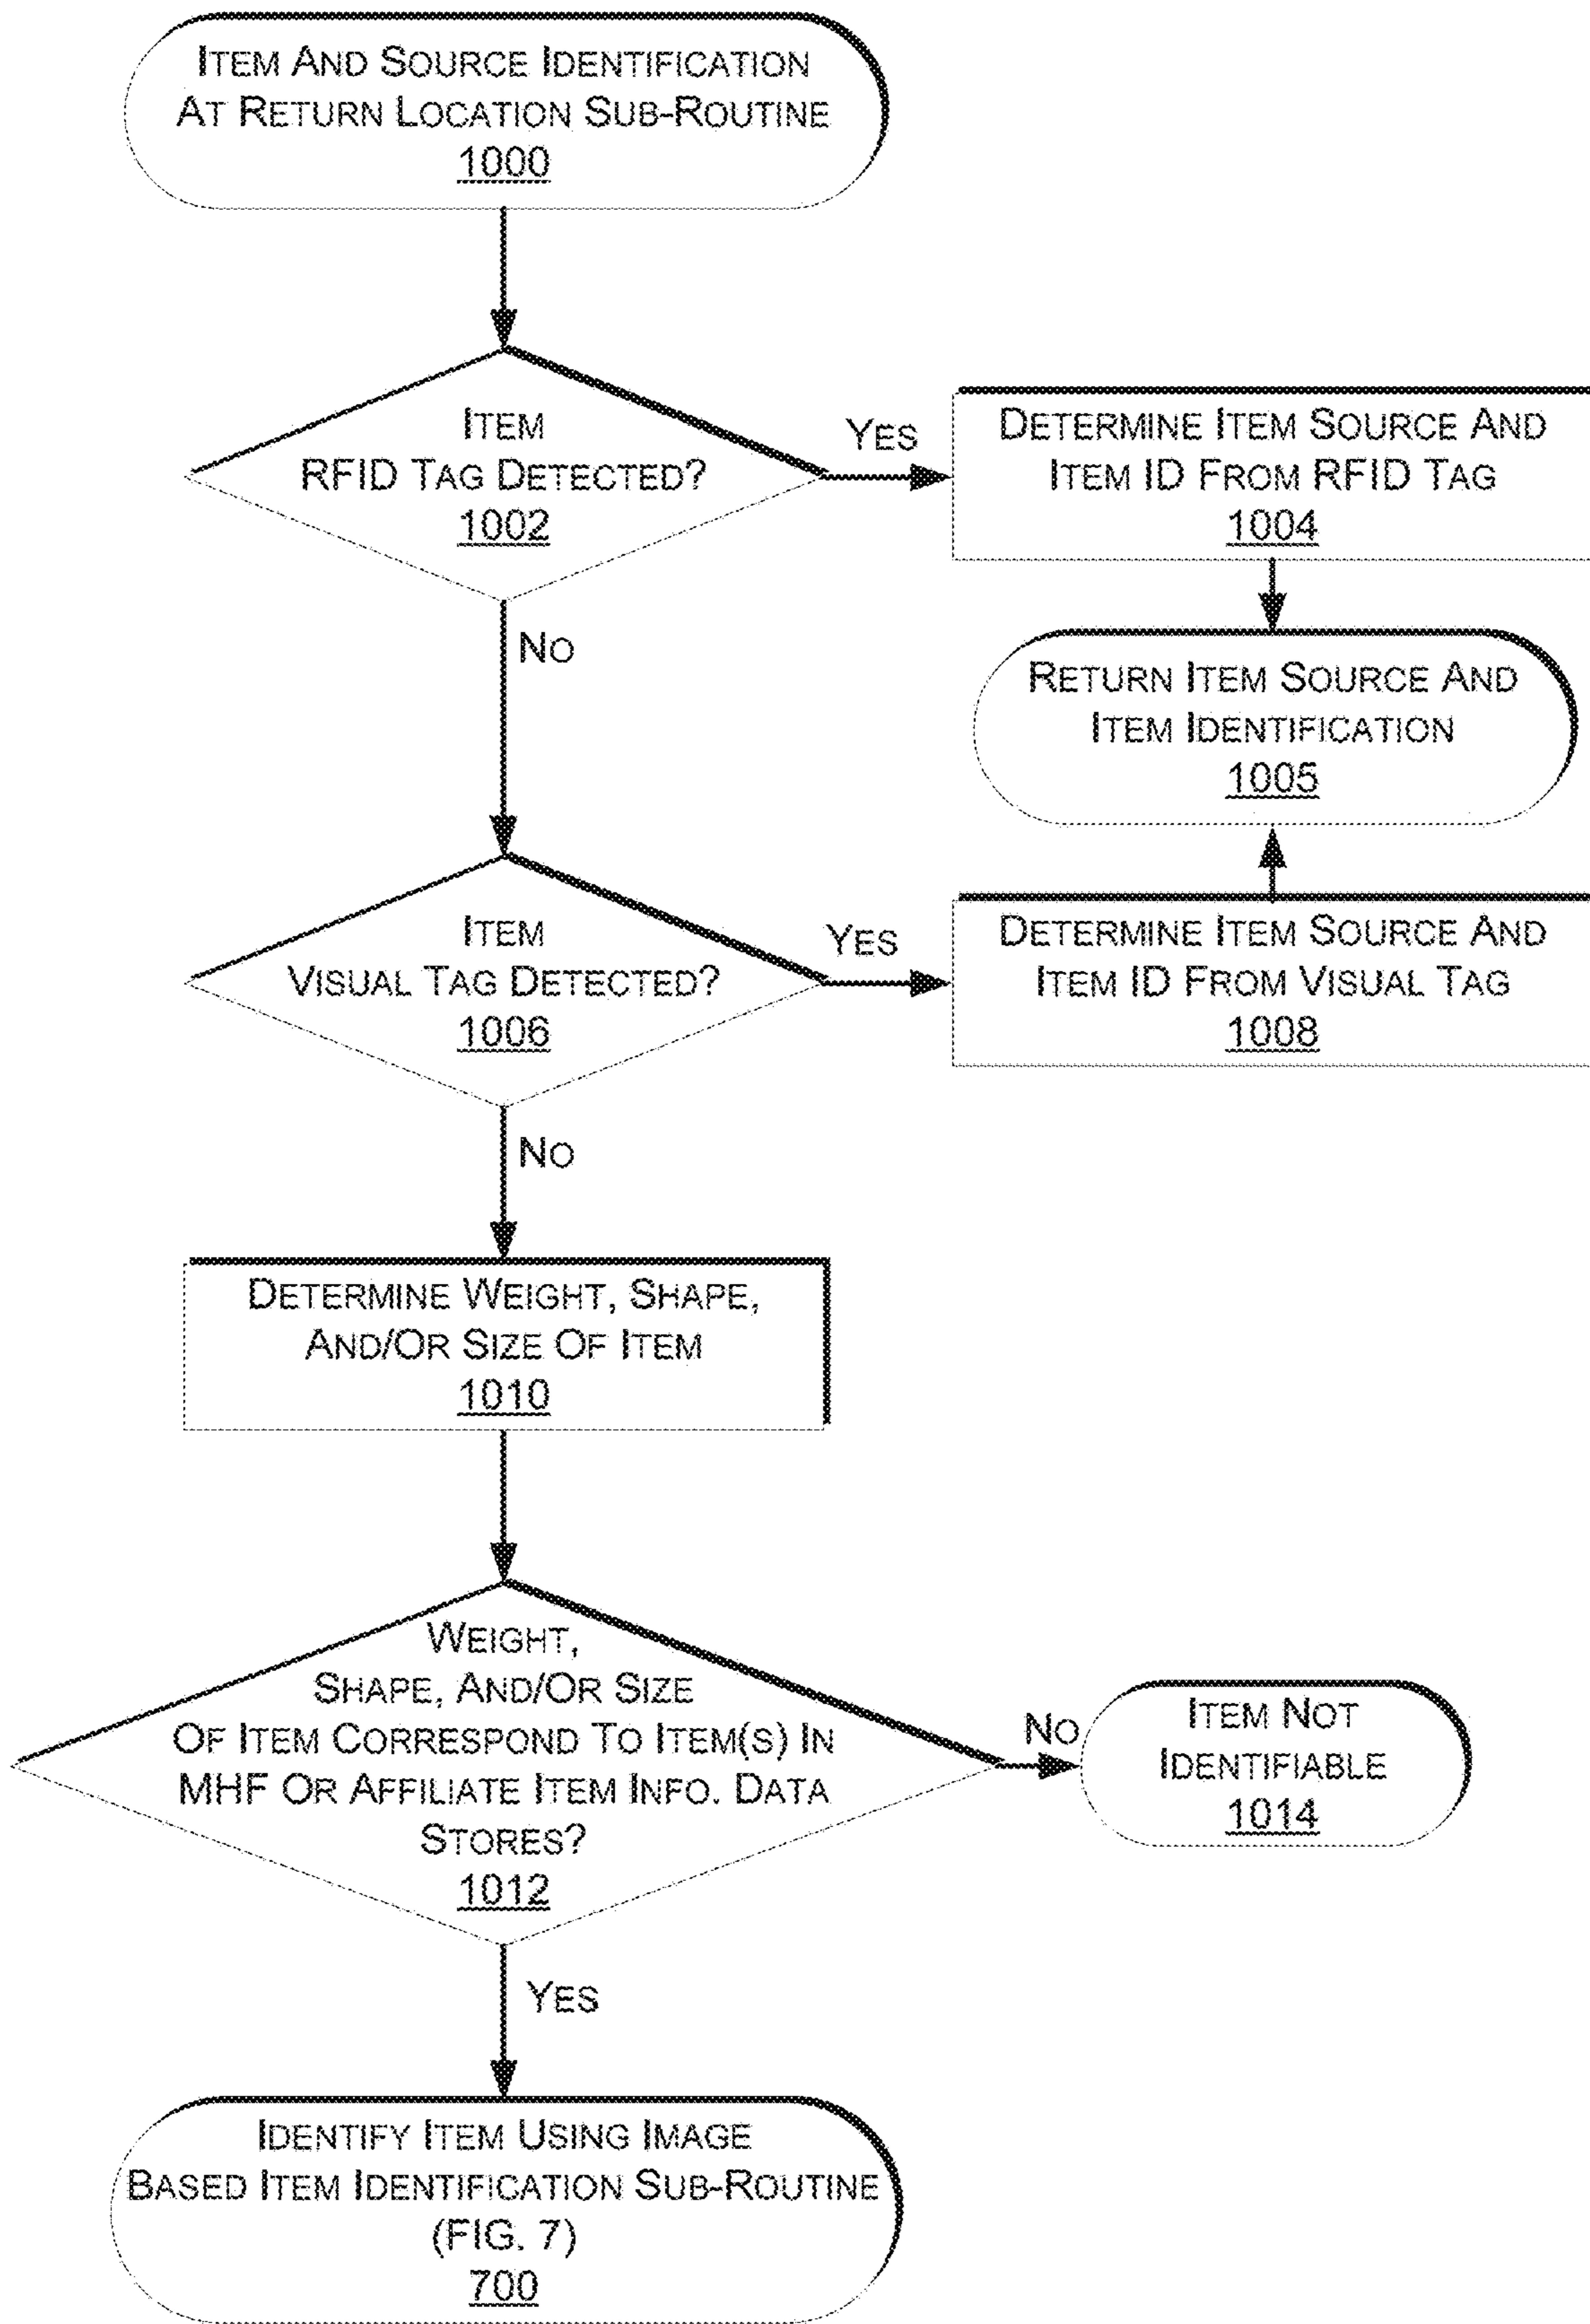 ITEM AND SOURCE IDENTIFICATION
AT RETURN LOCATION SUB-ROUTINE
1000
ITEM
RFID TAG DETECTED?
1002
YES
DETERMINE ITEM SOURCE AND
ITEM ID FROM RFID TAG
1004
NO
RETURN ITEM SOURCE AND
ITEM IDENTIFICATION
1005
ITEM
VISUAL TAG DETECTED?
1006
YES
DETERMINE ITEM SOURCE AND
ITEM ID FROM VISUAL TAG
1008
NO
DETERMINE WEIGHT, SHAPE,
AND/OR SIZE OF ITEM
1010
WEIGHT,
SHAPE, AND/OR SIZE
OF ITEM CORRESPOND TO ITEM(S) IN
MHF OR AFFILIATE ITEM INFO. DATA
STORES?
1012
NO
ITEM NOT
IDENTIFIABLE
1014
YES
IDENTIFY ITEM USING IMAGE
BASED ITEM IDENTIFICATION SUB-ROUTINE
(FIG. 7)
700